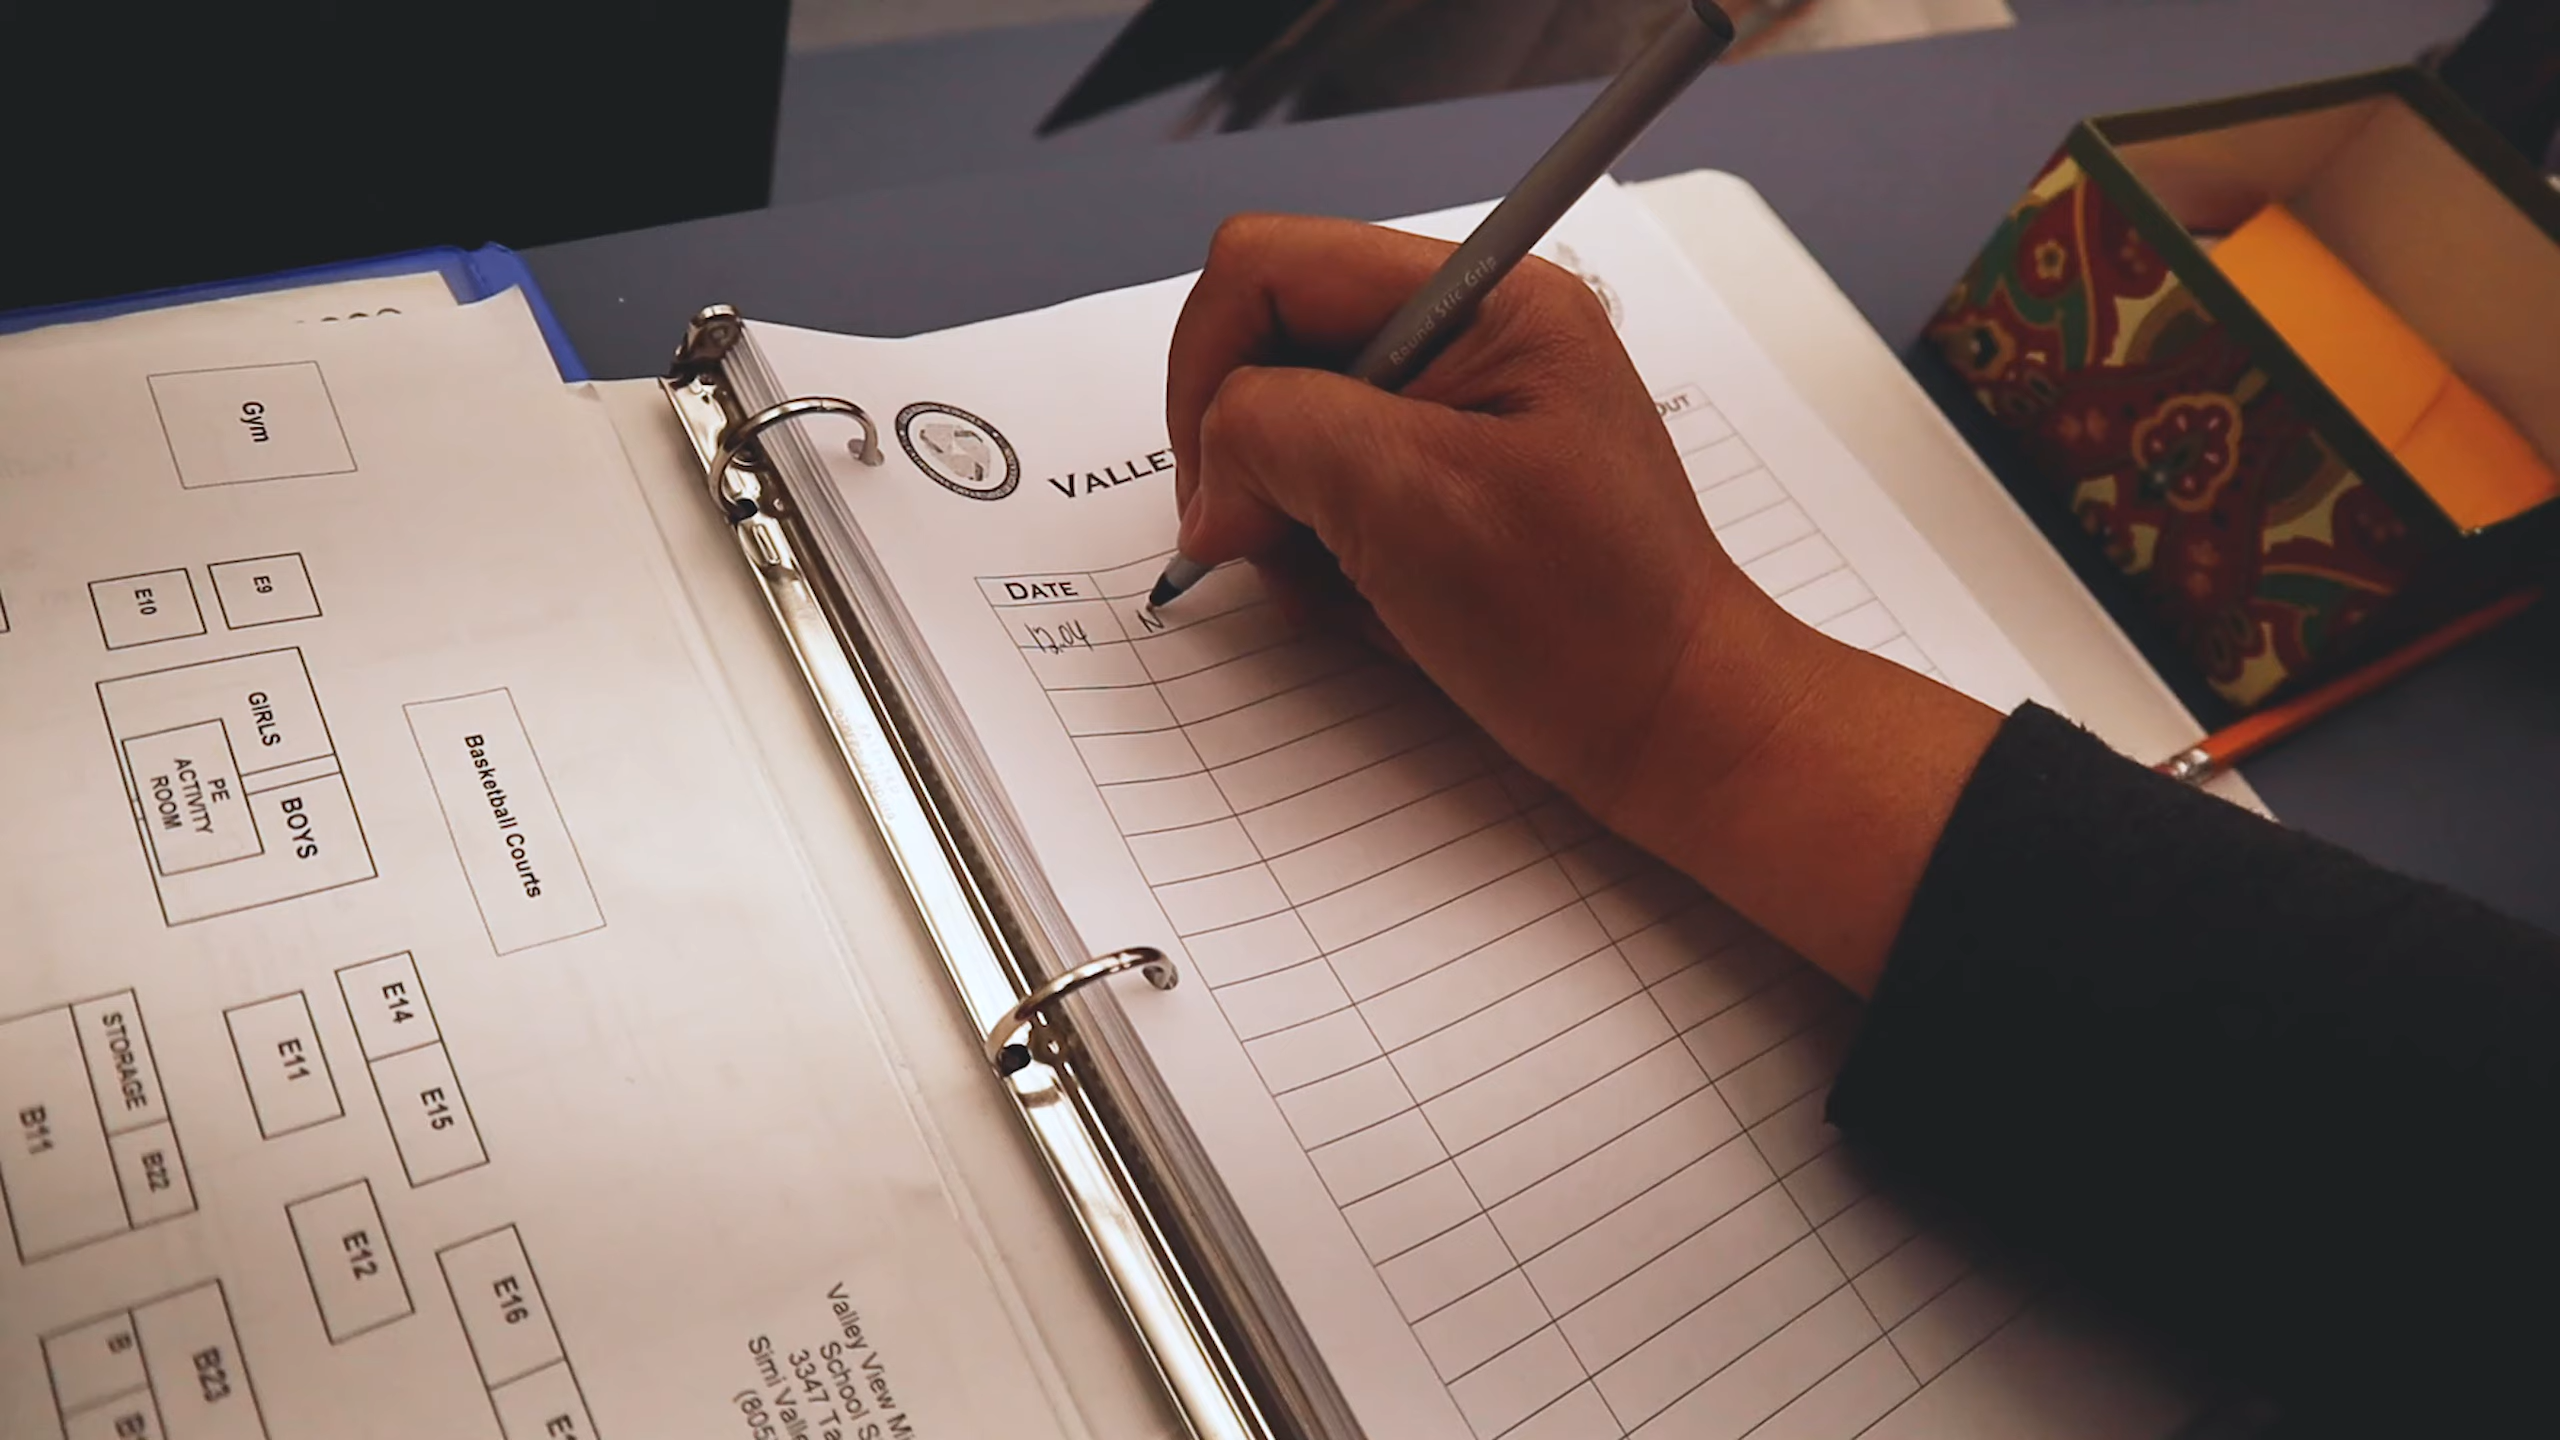 Gym
E10
E9
GIRLS
PE
ACTIVITY
ROOM
BOYS
Basketball Courts
E14
E15
E11
STORAGE
B22
B11
E12
E16
B23
B
Valley View Mi
School S
3347 Ta
Simi Valle
(805
VALLE
OUT
DATE
12.04
N
Round Stic Grip